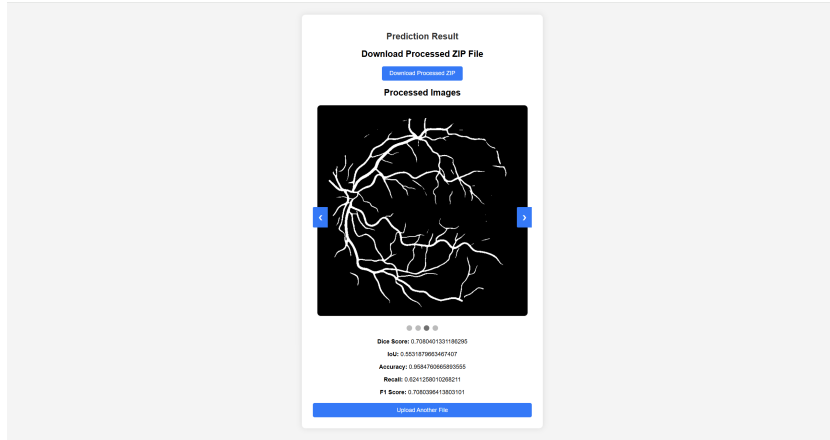 Prediction Result
Download Processed ZIP File
Download Processed ZIP
Processed Images
Dice Score: 0.7080401331186295
IoU: 0.5531879663467407
Accuracy: 0.9584760665893555
Recall: 0.6241258010268211
F1 Score: 0.7080396413803101
Upload Another File